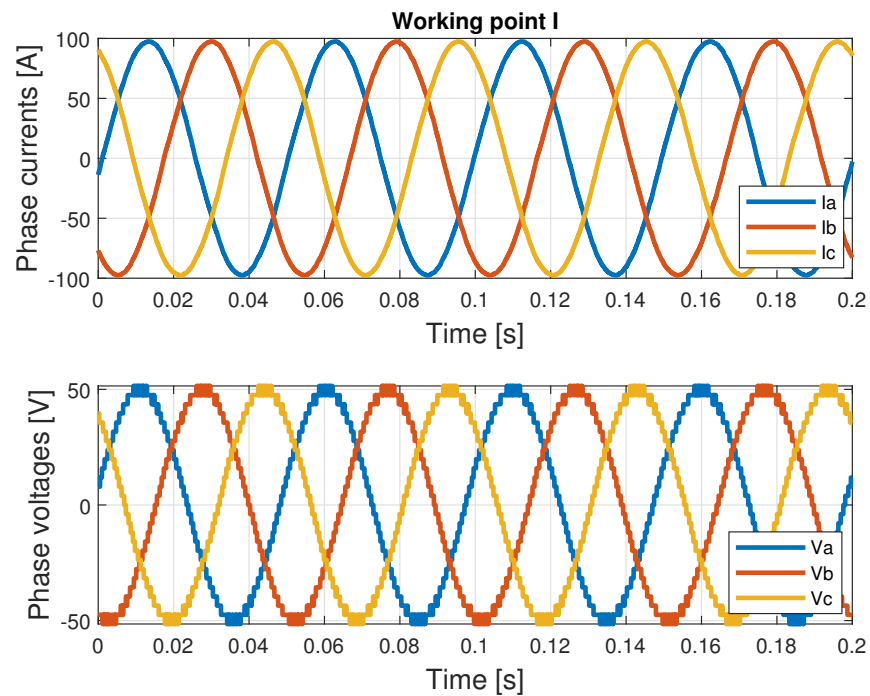 Working point I
Phase currents [A]
100
50
0
-50
-100
Ia
Ib
Ic
0 0.02 0.04 0.06 0.08 0.1 0.12 0.14 0.16 0.18 0.2
Time [s]
Phase voltages [V]
50
0
-50
Va
Vb
Vc
0 0.02 0.04 0.06 0.08 0.1 0.12 0.14 0.16 0.18 0.2
Time [s]